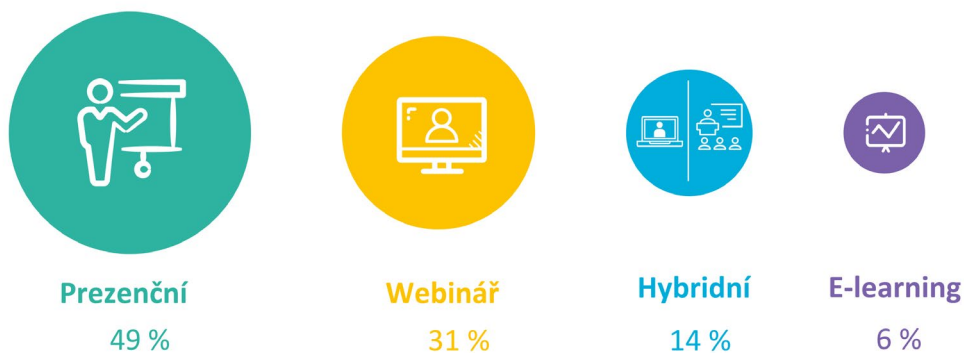 Prezenční
49 %
Webinář
31 %
Hybridní
14 %
E-learning
6 %